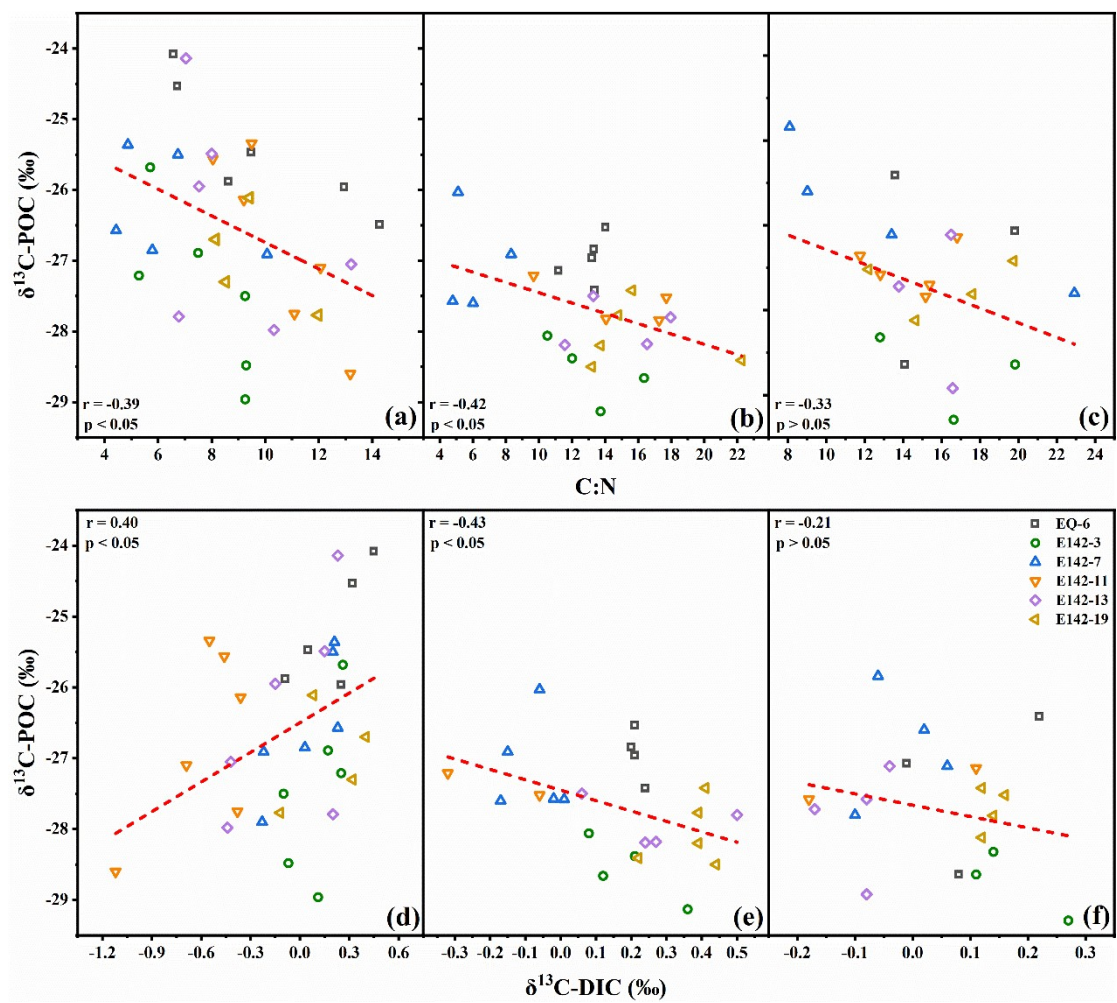 -24
-25
-26
-27
-28
-29
δ13C-POC (‰)
r = -0.39
p < 0.05
(a)
r = -0.42
p < 0.05
(b)
r = -0.33
p > 0.05
(c)
4 6 8 10 12 14
4 6 8 10 12 14 16 18 20 22
8 10 12 14 16 18 20 22 24
C:N
r = 0.40
p < 0.05
r = -0.43
p < 0.05
r = -0.21
p > 0.05
EQ-6
E142-3
E142-7
E142-11
E142-13
E142-19
-24
-25
-26
-27
-28
-29
δ13C-POC (‰)
(d)
(e)
(f)
-1.2 -0.9 -0.6 -0.3 0.0 0.3 0.6
-0.3 -0.2 -0.1 0.0 0.1 0.2 0.3 0.4 0.5
-0.2 -0.1 0.0 0.1 0.2 0.3
δ13C-DIC (‰)